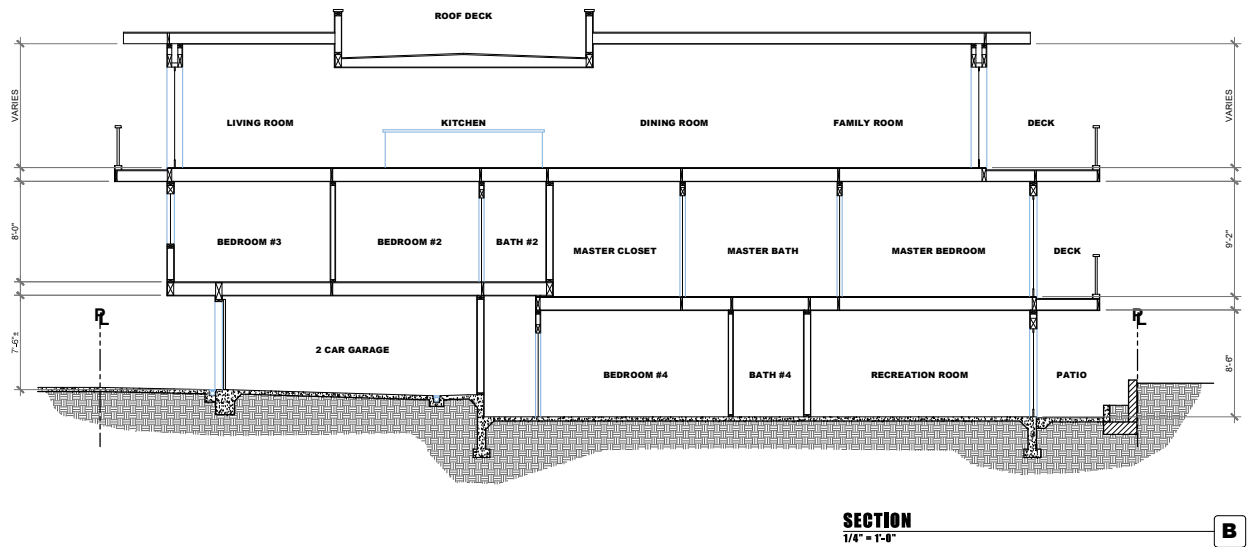 ROOF DECK
VARIES
VARIES
LIVING ROOM
KITCHEN
DINING ROOM
FAMILY ROOM
DECK
8'-0"
9'-2"
BEDROOM #3
BEDROOM #2
BATH #2
MASTER CLOSET
MASTER BATH
MASTER BEDROOM
DECK
PL
PL
7'-6"±
8'-6"
2 CAR GARAGE
BEDROOM #4
BATH #4
RECREATION ROOM
PATIO
SECTION
1/4" = 1'-0"
B